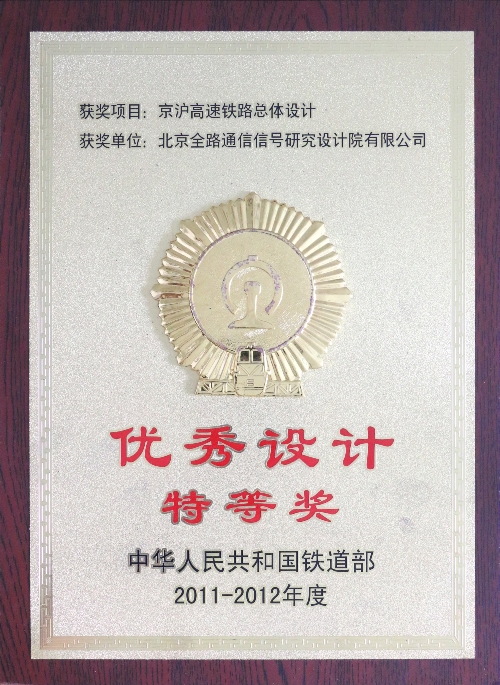 获奖项目：京沪高速铁路总体设计
获奖单位：北京全路通信信号研究设计院有限公司
优秀设计
特等奖
中华人民共和国铁道部
2011-2012年度